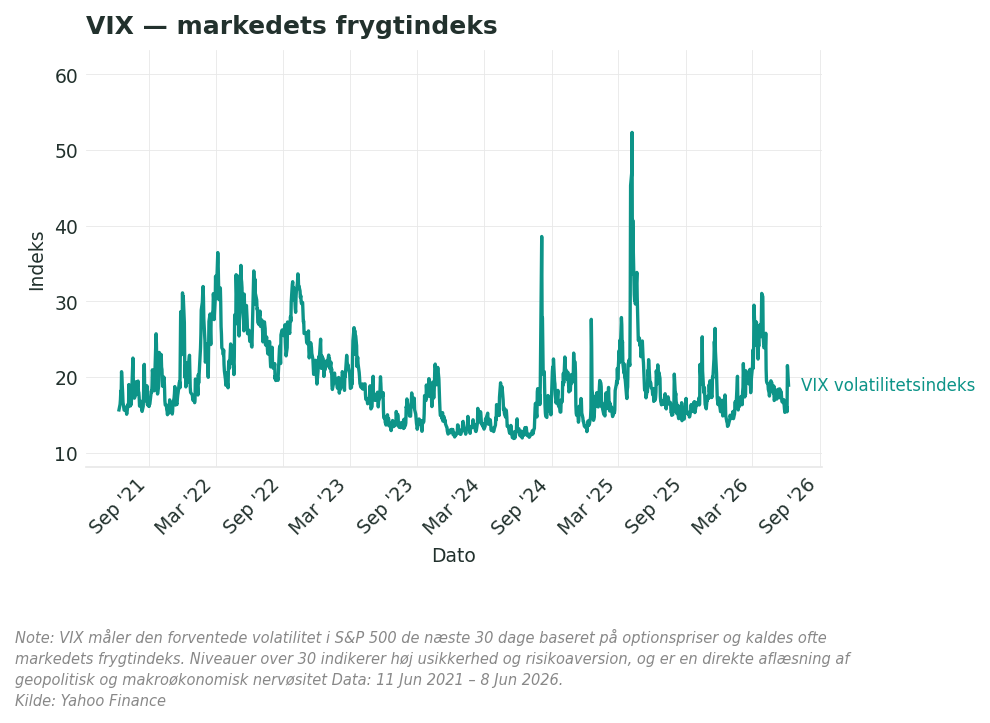 VIX — markedets frygtindeks
60
50
40
30
20
10
Indeks
VIX volatilitetsindeks
Sep '21
Mar '22
Sep '22
Mar '23
Sep '23
Mar '24
Sep '24
Mar '25
Sep '25
Mar '26
Sep '26
Dato
Note: VIX måler den forventede volatilitet i S&P 500 de næste 30 dage baseret på optionspriser og kaldes ofte
markedets frygtindeks. Niveauer over 30 indikerer høj usikkerhed og risikoaversion, og er en direkte aflæsning af
geopolitisk og makroøkonomisk nervøsitet Data: 11 Jun 2021 – 8 Jun 2026.
Kilde: Yahoo Finance